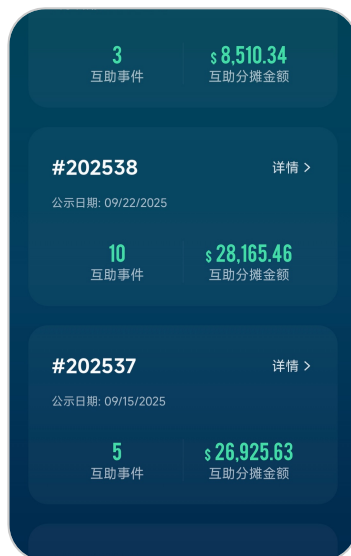 3 $ 8,510.34
互助事件 互助分摊金额
#202538 详情 >
公示日期: 09/22/2025
10 $ 28,165.46
互助事件 互助分摊金额
#202537 详情 >
公示日期: 09/15/2025
5 $ 26,925.63
互助事件 互助分摊金额